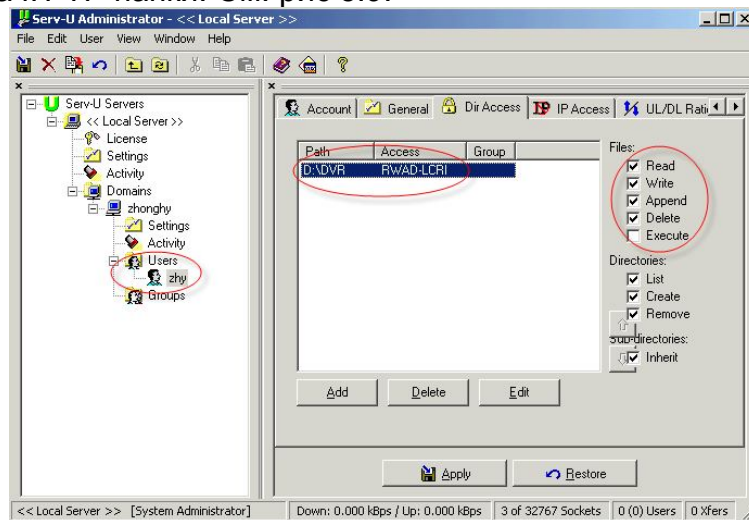 Serv-U Administrator - << Local Server >>
File Edit User View Window Help
Serv-U Servers
<< Local Server >>
License
Settings
Activity
Domains
zhonghy
Settings
Activity
Users
zhy
Groups
Account General Dir Access IP Access UL/DL
Path Access Group
D:\DVR RWAD-LCRI
Files:
Read
Write
Append
Delete
Execute
Directories:
List
Create
Remove
Sub-directories:
Inherit
Add Delete Edit
Apply Restore
<< Local Server >> [System Administrator] Down: 0.000 kBps / Up: 0.000 kBps 3 of 32767 Sockets 0 (0) Users 0 Xfers